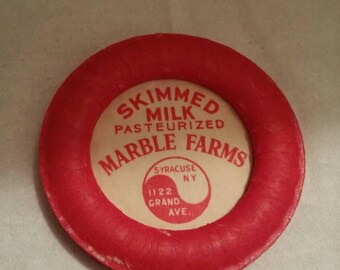 SKIMMED
MILK
PASTEURIZED
MARBLE FARMS
SYRACUSE
N.Y.
1122
GRAND
AVE.,